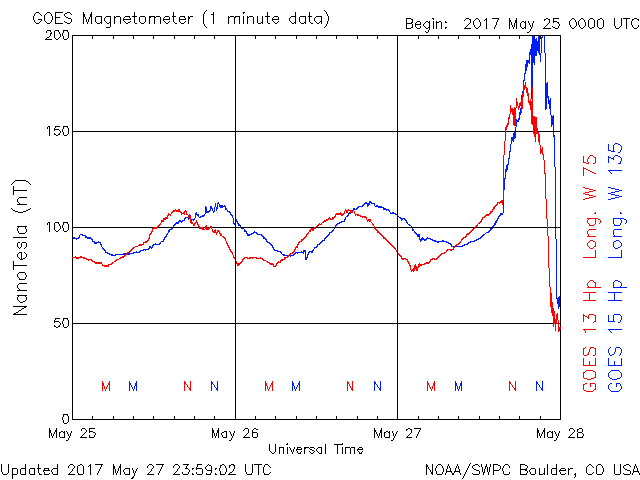 GOES Magnetometer (1 minute data)
Begin: 2017 May 25 0000 UTC
200
150
100
50
0
NanoTesla (nT)
M M N N M M N N M M N N
May 25 May 26 May 27 May 28
Universal Time
GOES 13 Hp Long. W 75
GOES 15 Hp Long. W 135
Updated 2017 May 27 23:59:02 UTC
NOAA/SWPC Boulder, CO USA